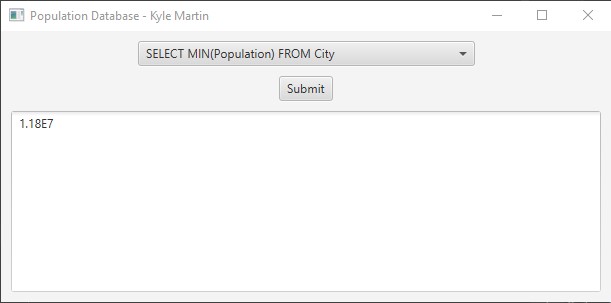 Population Database - Kyle Martin
SELECT MIN(Population) FROM City
Submit
1.18E7